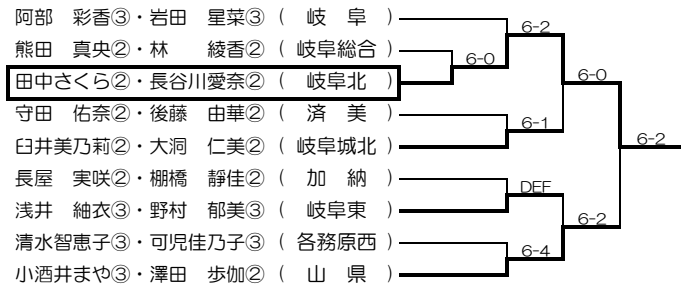 阿部　彩香③・岩田　星菜③（　岐　阜　）
6-2
熊田　真央②・林　　綾香②（　岐阜総合）
6-0
田中さくら②・長谷川愛奈②（　岐阜北　）
6-0
守田　佑奈②・後藤　由華②（　済　美　）
6-1
臼井美乃莉②・大洞　仁美②（　岐阜城北）
6-2
長屋　実咲②・棚橋　靜佳②（　加　納　）
DEF
浅井　紬衣③・野村　郁美③（　岐阜東　）
6-2
清水智恵子③・可児佳乃子③（　各務原西）
6-4
小酒井まや③・澤田　歩伽②（　山　県　）